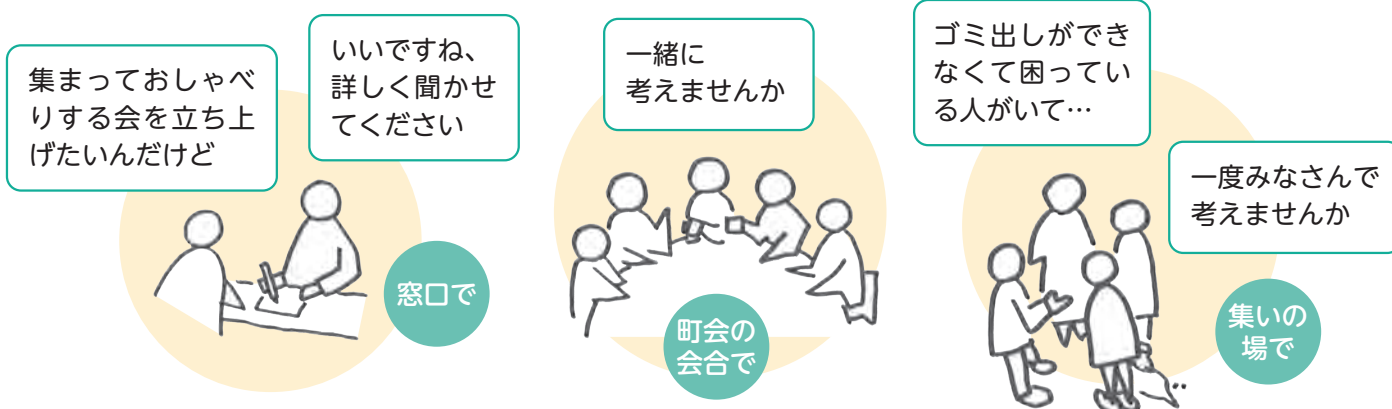 集まっておしゃべ
りする会を立ち上
げたいんだけど
いいですね、
詳しく聞かせ
てください
窓口で
一緒に
考えませんか
町会の
会合で
ゴミ出しができ
なくて困ってい
る人がいて…
一度みなさんで
考えませんか
集いの
場で